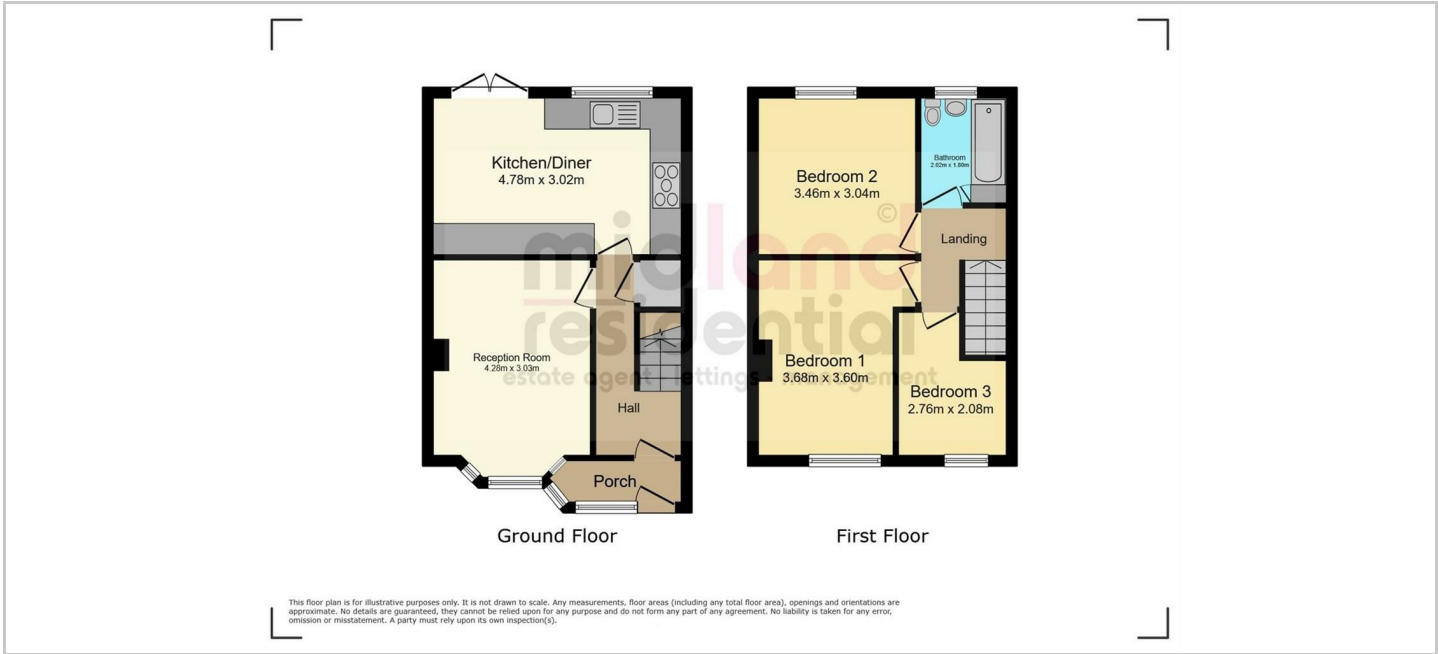 Kitchen/Diner
4.78m x 3.02m
Reception Room
4.28m x 3.03m
Hall
Porch
Ground Floor
Bedroom 2
3.46m x 3.04m
Bathroom
2.02m x 1.80m
Landing
Bedroom 1
3.68m x 3.60m
Bedroom 3
2.76m x 2.08m
First Floor
midland
©
residential
estate agent · lettings · management
This floor plan is for illustrative purposes only. It is not drawn to scale. Any measurements, floor areas (including any total floor area), openings and orientations are
approximate. No details are guaranteed, they cannot be relied upon for any purpose and do not form any part of any agreement. No liability is taken for any error,
omission or misstatement. A party must rely upon its own inspection(s).